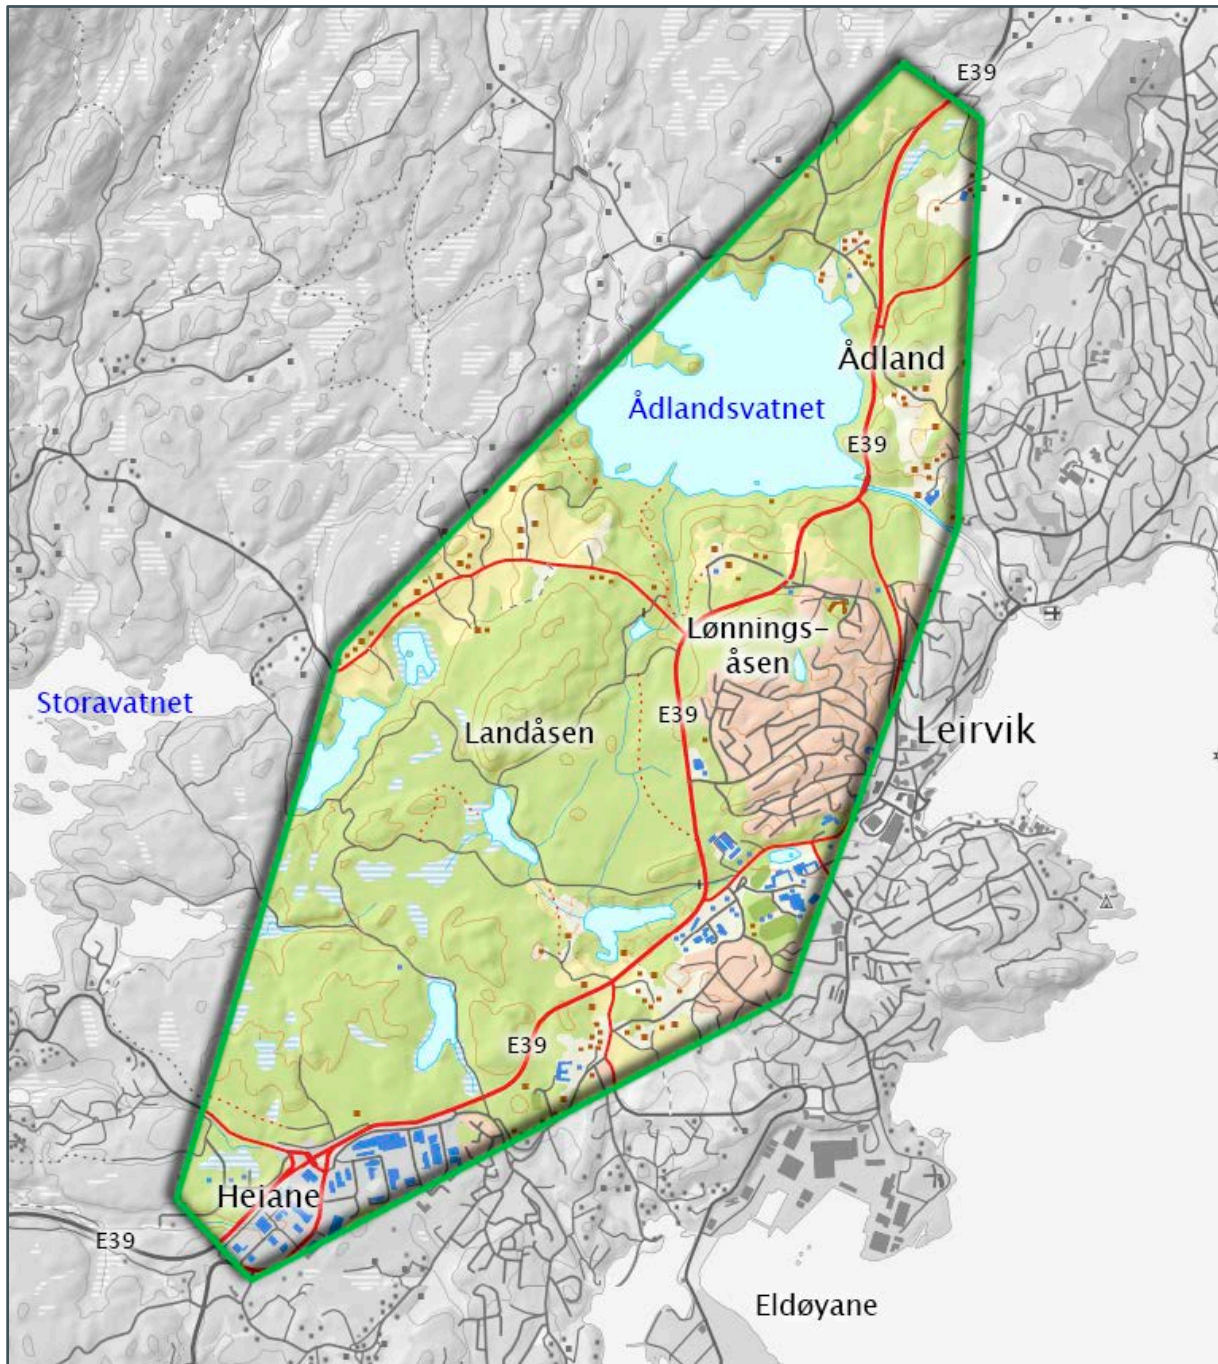 E39
Ådland
Ådlandsvatnet
E39
Lønnings-
åsen
Storavatnet
E39
Landåsen
Leirvik
E39
Heiane
E39
Eldøyane